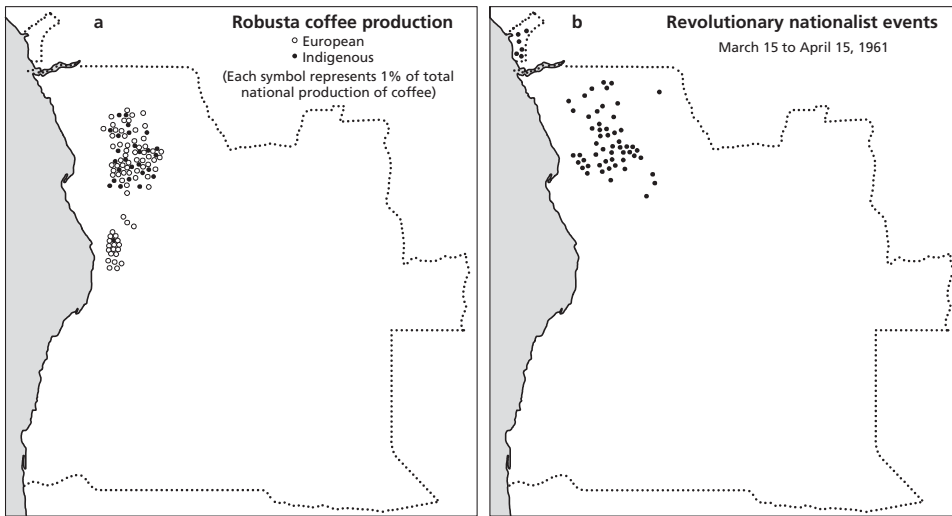 a
Robusta coffee production
European
Indigenous
(Each symbol represents 1% of total
national production of coffee)
b
Revolutionary nationalist events
March 15 to April 15, 1961